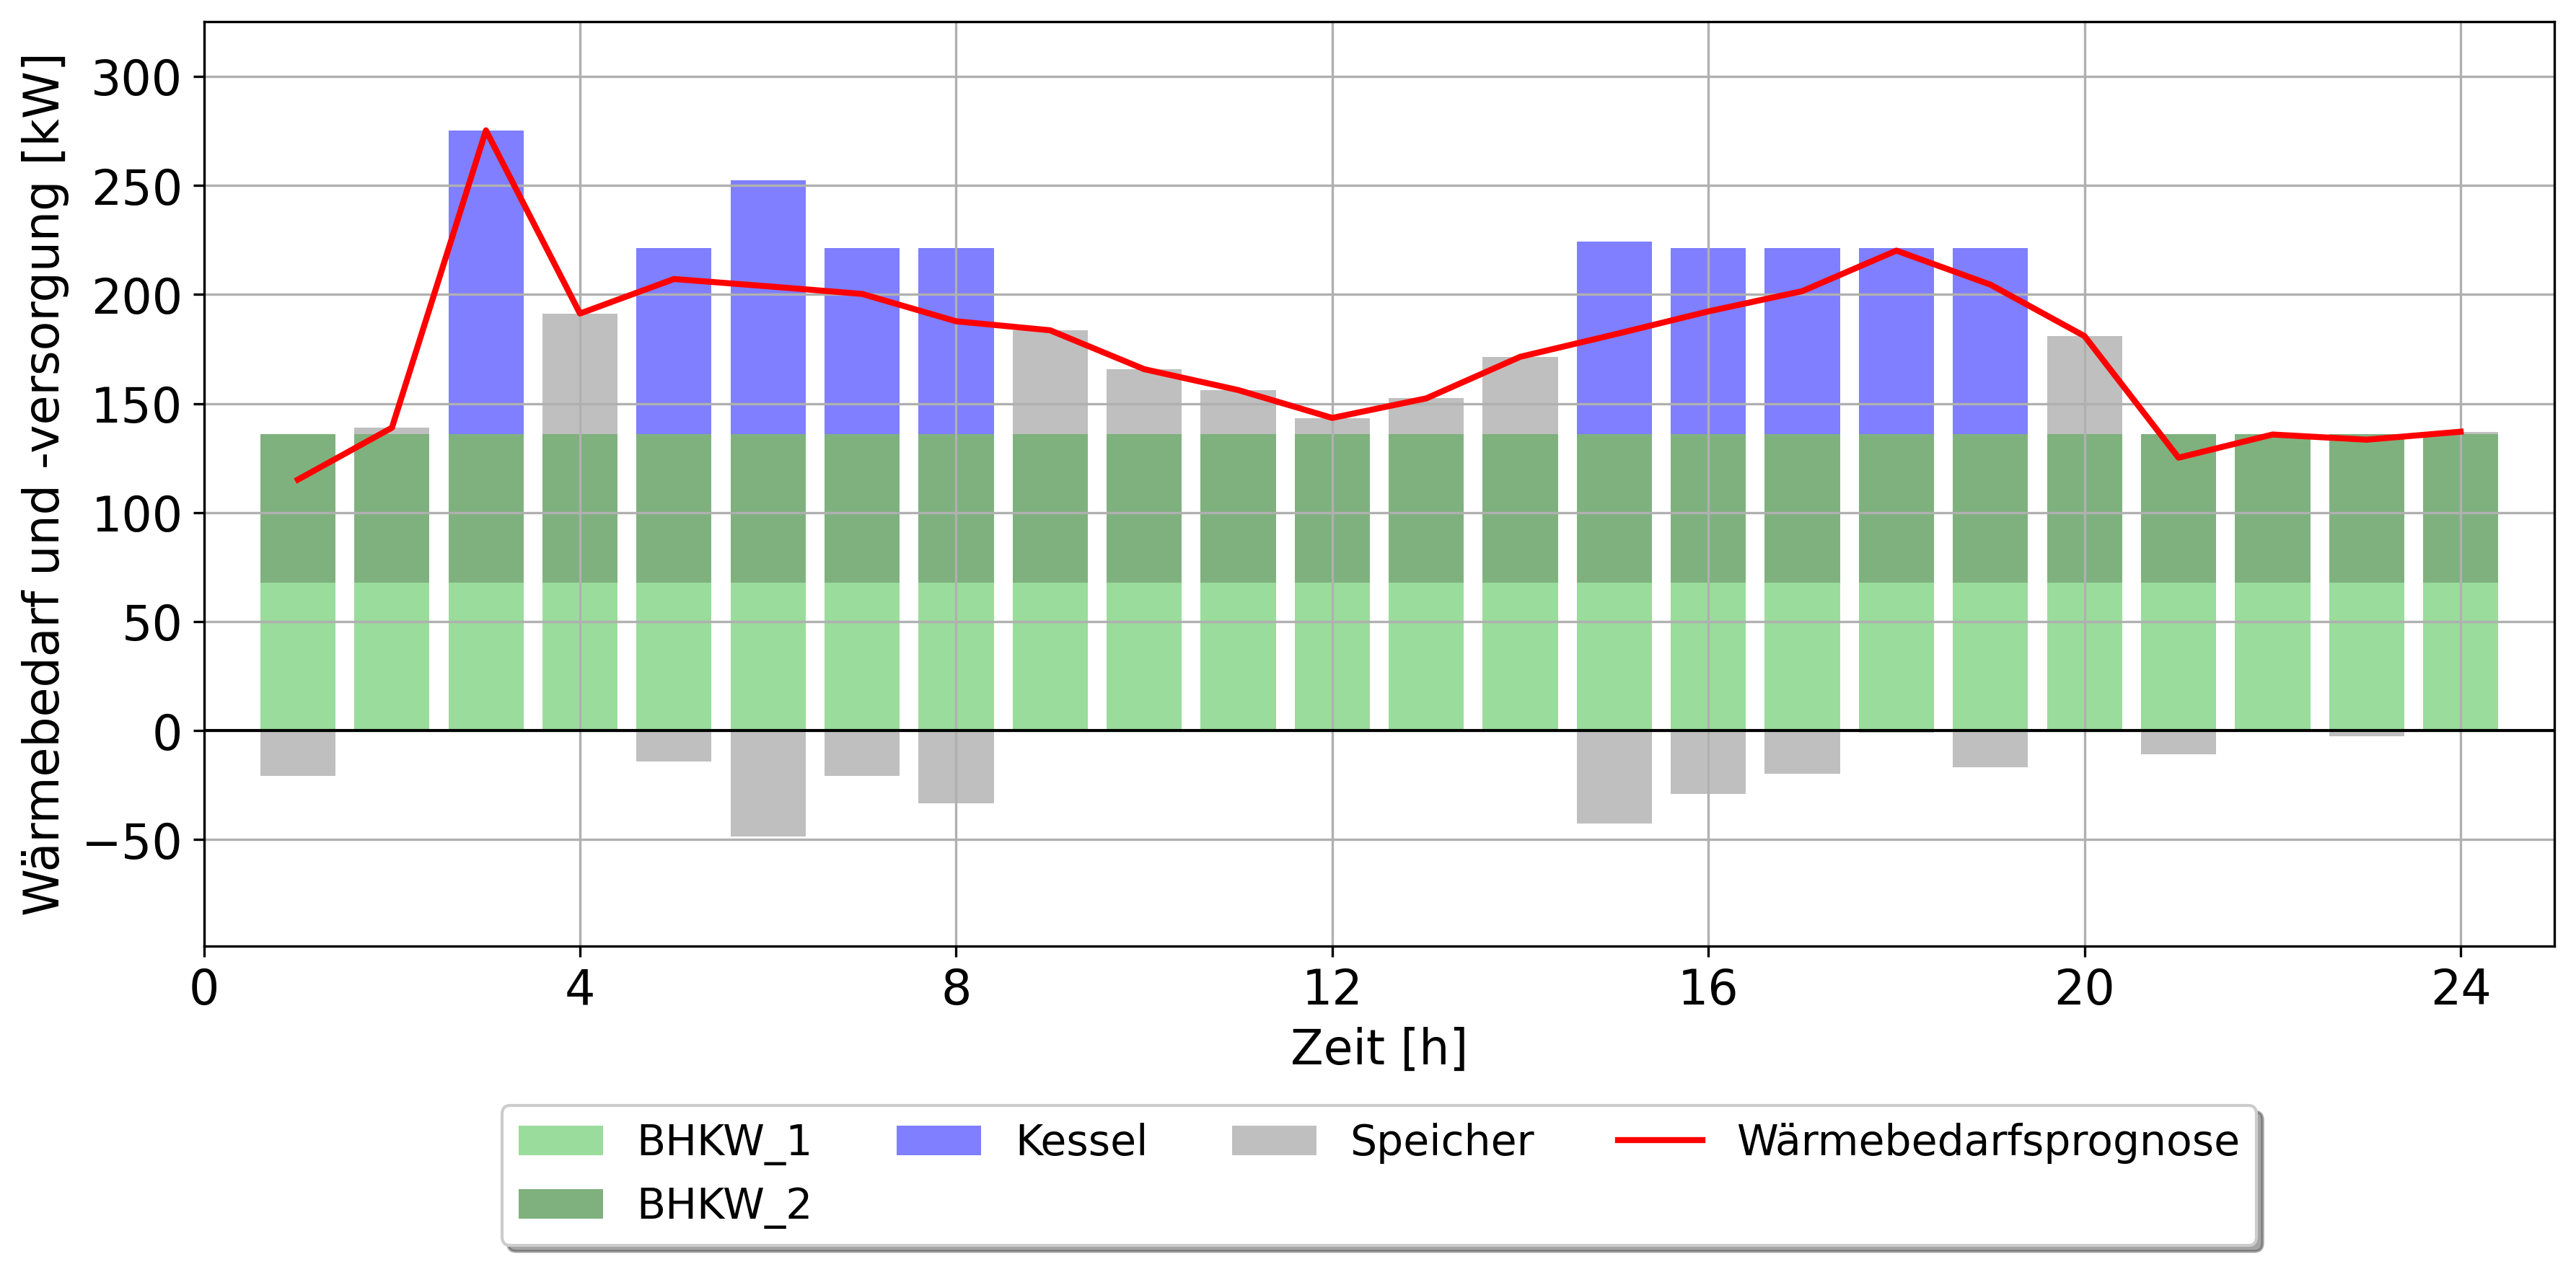 Wärmebedarf und -versorgung [kW]
300
250
200
150
100
50
0
−50
0 4 8 12 16 20 24
Zeit [h]
BHKW_1 Kessel Speicher Wärmebedarfsprognose
BHKW_2